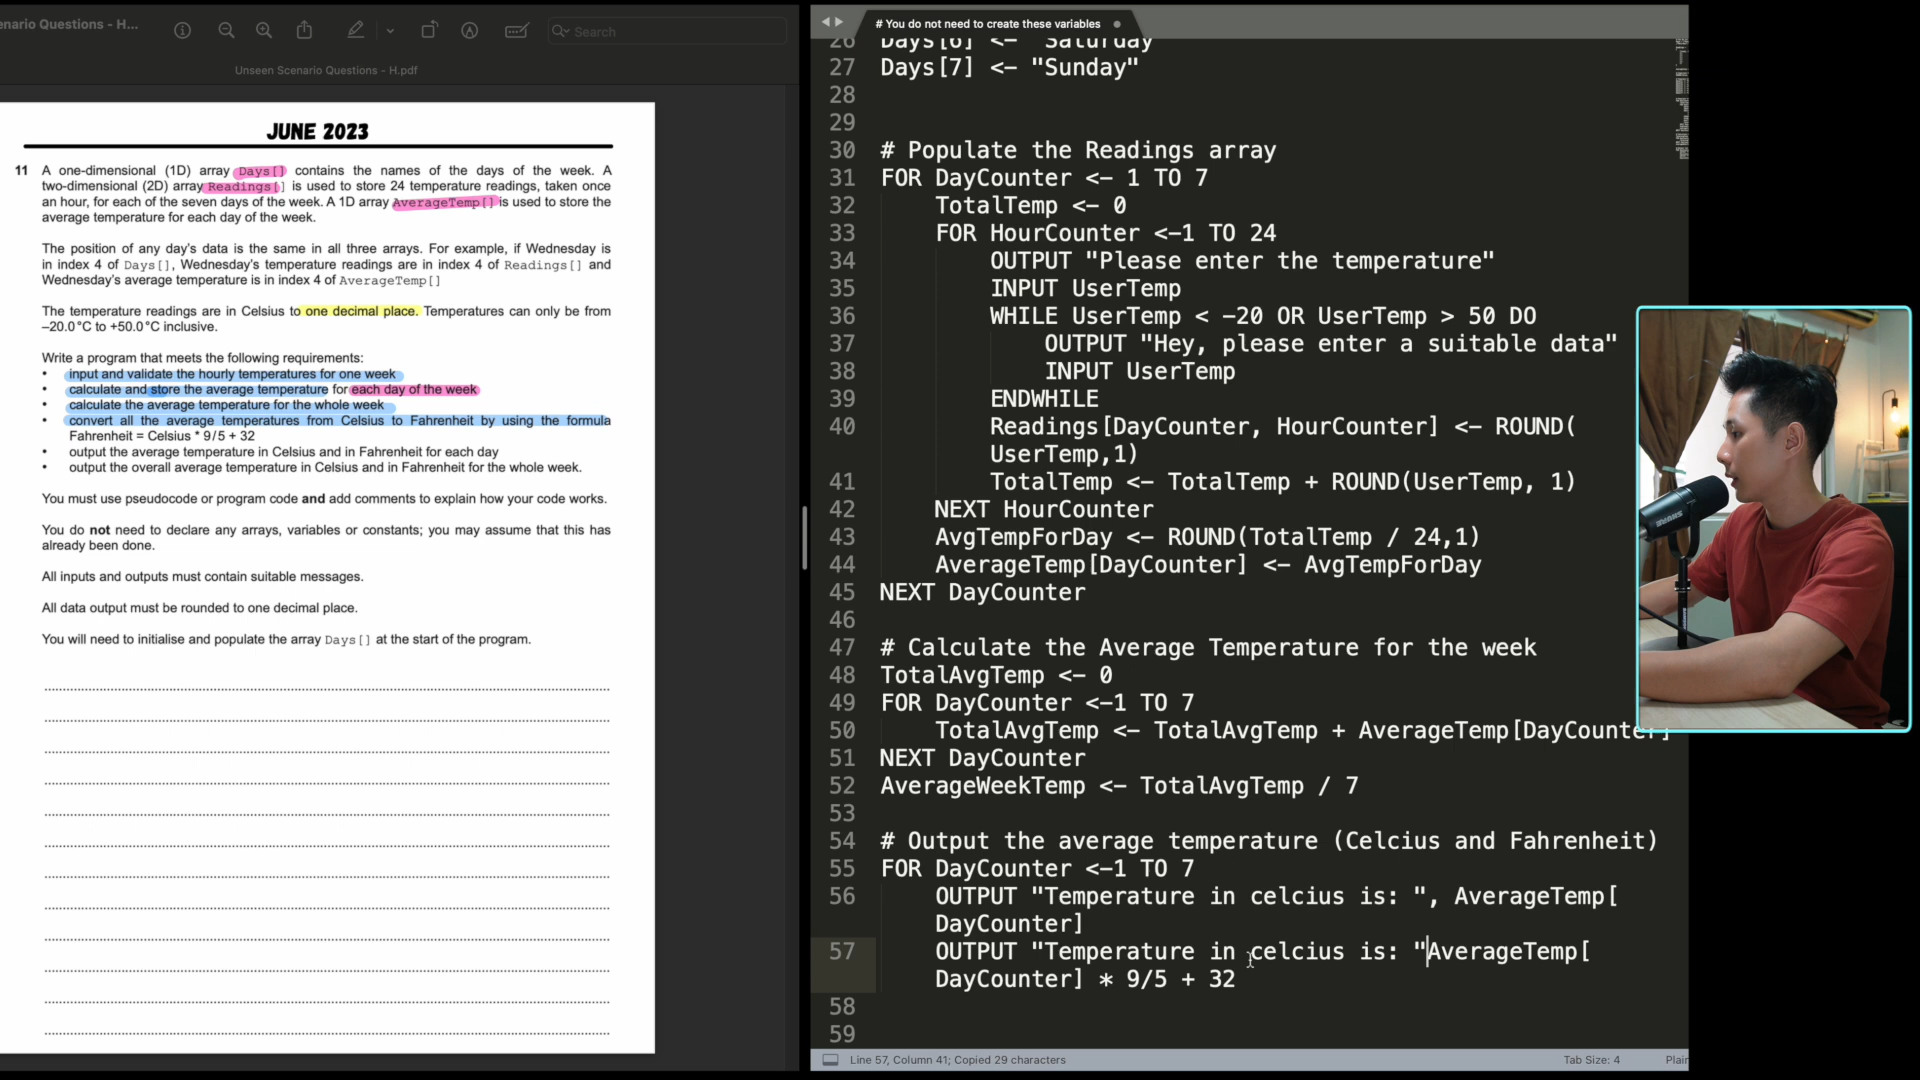 enario Questions - H...
Search
Unseen Scenario Questions - H.pdf
JUNE 2023
11 A one-dimensional (1D) array Days[] contains the names of the days of the week. A
two-dimensional (2D) array Readings[] is used to store 24 temperature readings, taken once
an hour, for each of the seven days of the week. A 1D array AverageTemp[] is used to store the
average temperature for each day of the week.
The position of any day's data is the same in all three arrays. For example, if Wednesday is
in index 4 of Days[], Wednesday's temperature readings are in index 4 of Readings[] and
Wednesday's average temperature is in index 4 of AverageTemp[]
The temperature readings are in Celsius to one decimal place. Temperatures can only be from
–20.0°C to +50.0°C inclusive.
Write a program that meets the following requirements:
• input and validate the hourly temperatures for one week
• calculate and store the average temperature for each day of the week
• calculate the average temperature for the whole week
• convert all the average temperatures from Celsius to Fahrenheit by using the formula
Fahrenheit = Celsius * 9/5 + 32
• output the average temperature in Celsius and in Fahrenheit for each day
• output the overall average temperature in Celsius and in Fahrenheit for the whole week.
You must use pseudocode or program code and add comments to explain how your code works.
You do not need to declare any arrays, variables or constants; you may assume that this has
already been done.
All inputs and outputs must contain suitable messages.
All data output must be rounded to one decimal place.
You will need to initialise and populate the array Days[] at the start of the program.
# You do not need to create these variables
26 Days[6] <- "Saturday"
27 Days[7] <- "Sunday"
28
29
30 # Populate the Readings array
31 FOR DayCounter <- 1 TO 7
32 TotalTemp <- 0
33 FOR HourCounter <-1 TO 24
34 OUTPUT "Please enter the temperature"
35 INPUT UserTemp
36 WHILE UserTemp < -20 OR UserTemp > 50 DO
37 OUTPUT "Hey, please enter a suitable data"
38 INPUT UserTemp
39 ENDWHILE
40 Readings[DayCounter, HourCounter] <- ROUND(
UserTemp,1)
41 TotalTemp <- TotalTemp + ROUND(UserTemp, 1)
42 NEXT HourCounter
43 AvgTempForDay <- ROUND(TotalTemp / 24,1)
44 AverageTemp[DayCounter] <- AvgTempForDay
45 NEXT DayCounter
46
47 # Calculate the Average Temperature for the week
48 TotalAvgTemp <- 0
49 FOR DayCounter <-1 TO 7
50 TotalAvgTemp <- TotalAvgTemp + AverageTemp[DayCounter]
51 NEXT DayCounter
52 AverageWeekTemp <- TotalAvgTemp / 7
53
54 # Output the average temperature (Celcius and Fahrenheit)
55 FOR DayCounter <-1 TO 7
56 OUTPUT "Temperature in celcius is: ", AverageTemp[
DayCounter]
57 OUTPUT "Temperature in celcius is: "AverageTemp[
DayCounter] * 9/5 + 32
58
59
Line 57, Column 41; Copied 29 characters
Tab Size: 4
Plain